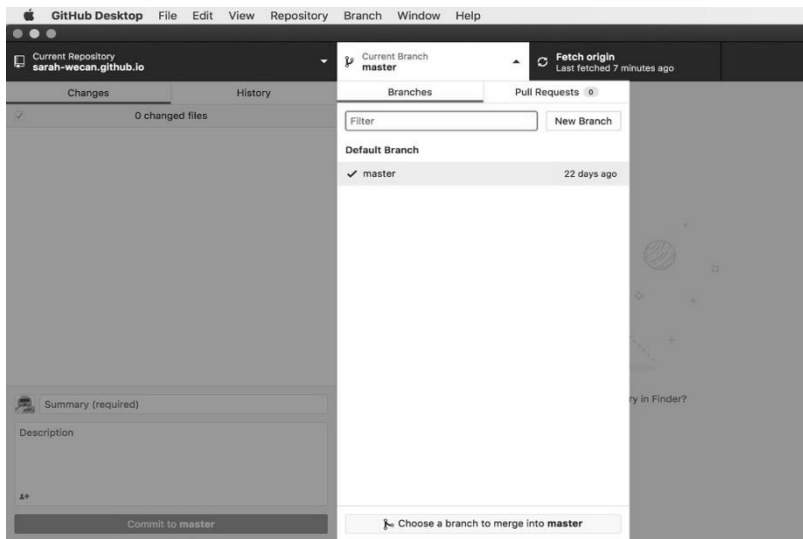 GitHub Desktop File Edit View Repository Branch Window Help
Current Repository
sarah-wecan.github.io
Current Branch
master
Fetch origin
Last fetched 7 minutes ago
Changes
History
Branches
Pull Requests 0
0 changed files
Filter
New Branch
Default Branch
master
22 days ago
ry in Finder?
Summary (required)
Description
Commit to master
Choose a branch to merge into master